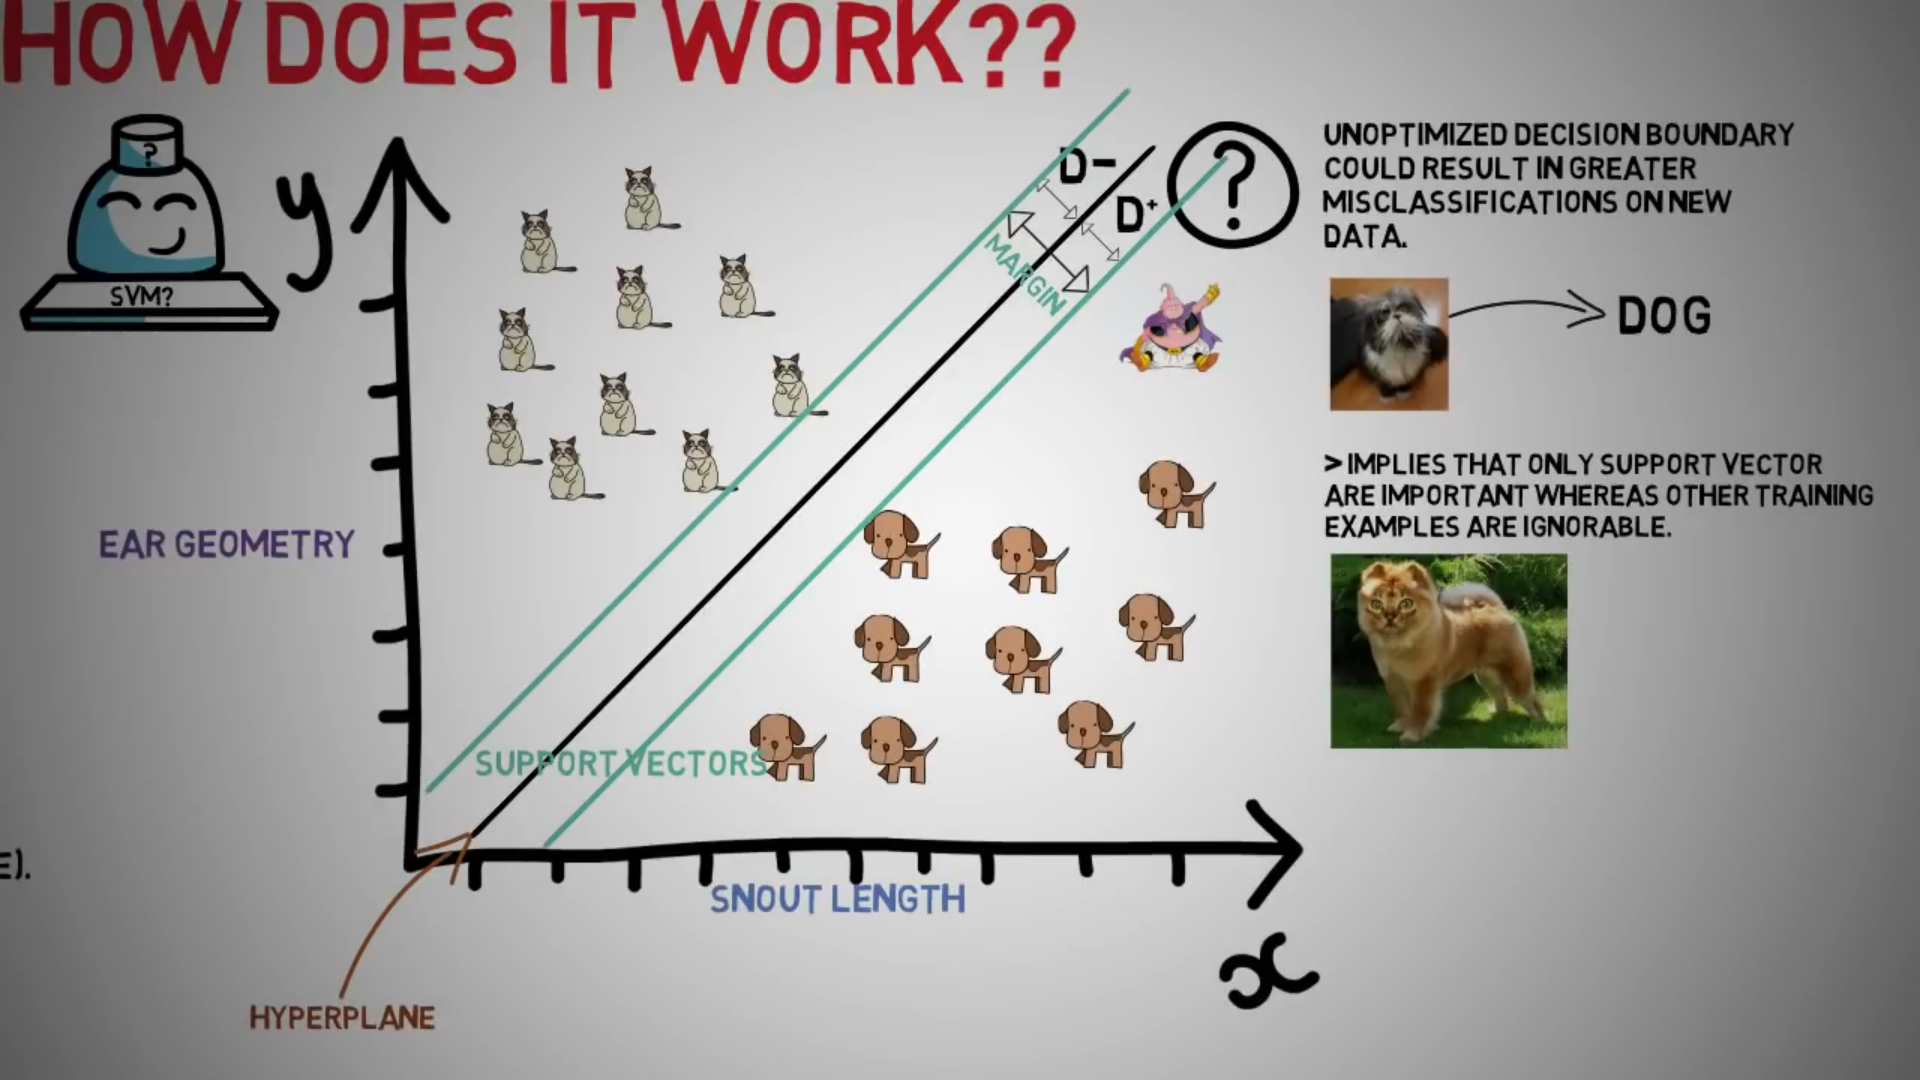 HOW DOES IT WORK??
?
SVM?
y
D-
D+
MARGIN
?
UNOPTIMIZED DECISION BOUNDARY
COULD RESULT IN GREATER
MISCLASSIFICATIONS ON NEW
DATA.
DOG
> IMPLIES THAT ONLY SUPPORT VECTOR
ARE IMPORTANT WHEREAS OTHER TRAINING
EXAMPLES ARE IGNORABLE.
EAR GEOMETRY
SUPPORT VECTORS
E).
SNOUT LENGTH
x
HYPERPLANE